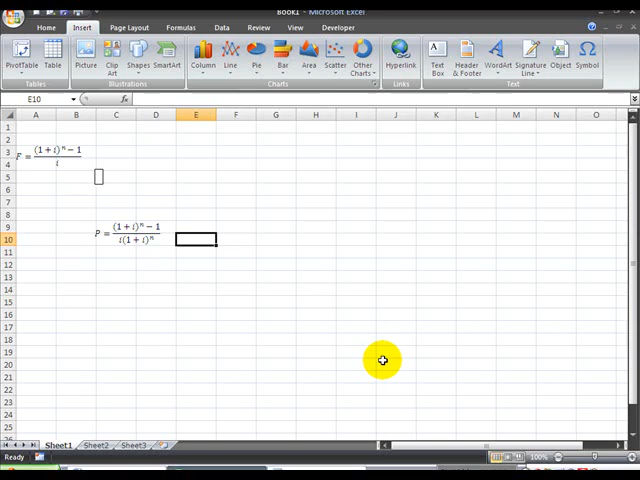 Book1 - Microsoft Excel
Home Insert Page Layout Formulas Data Review View Developer
PivotTable Table Picture Clip Art Shapes SmartArt Column Line Pie Bar Area Scatter Other Charts Hyperlink Text Box Header & Footer WordArt Signature Line Object Symbol
Tables Illustrations Charts Links Text
E10 fx
A B C D E F G H I J K L M N O
1
2
3
4
5
6
7
8
9
10
11
12
13
14
15
16
17
18
19
20
21
22
23
24
25
F = (1 + i)^n − 1 / i
P = (1 + i)^n − 1 / i(1 + i)^n
Sheet1 Sheet2 Sheet3
Ready 100%